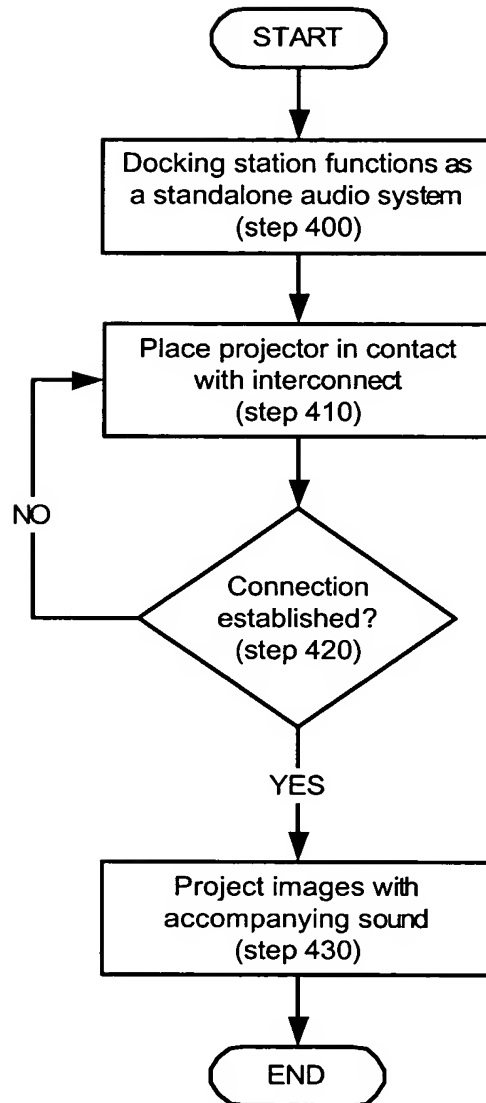 START
Docking station functions as
a standalone audio system
(step 400)
Place projector in contact
with interconnect
(step 410)
NO
Connection
established?
(step 420)
YES
Project images with
accompanying sound
(step 430)
END